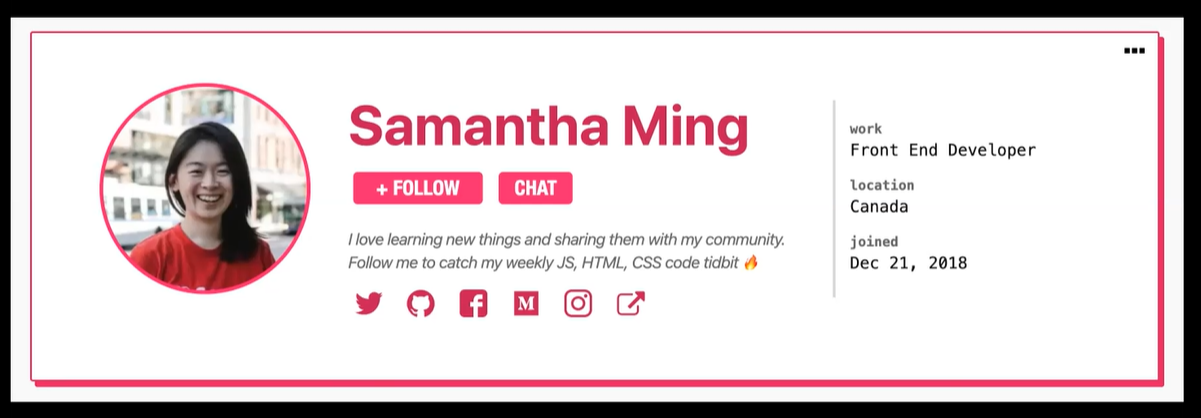 Samantha Ming
+ FOLLOW CHAT
I love learning new things and sharing them with my community.
Follow me to catch my weekly JS, HTML, CSS code tidbit 🔥
work
Front End Developer
location
Canada
joined
Dec 21, 2018